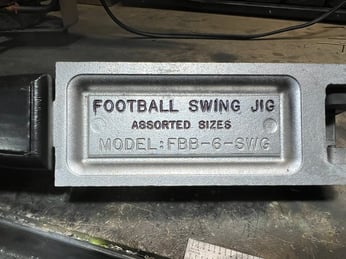 FOOTBALL SWING JIG
ASSORTED SIZES
MODEL:FBB-6-SWG